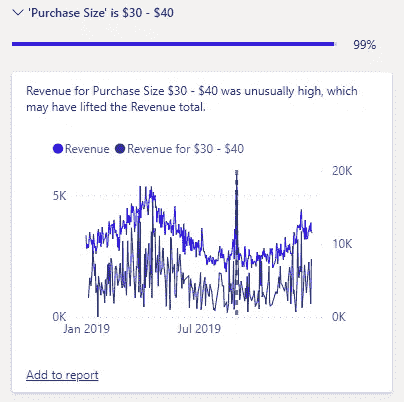 'Purchase Size' is $30 - $40
99%
Revenue for Purchase Size $30 - $40 was unusually high, which
may have lifted the Revenue total.
Revenue Revenue for $30 - $40
20K
5K
10K
0K 0K
Jan 2019 Jul 2019
Add to report